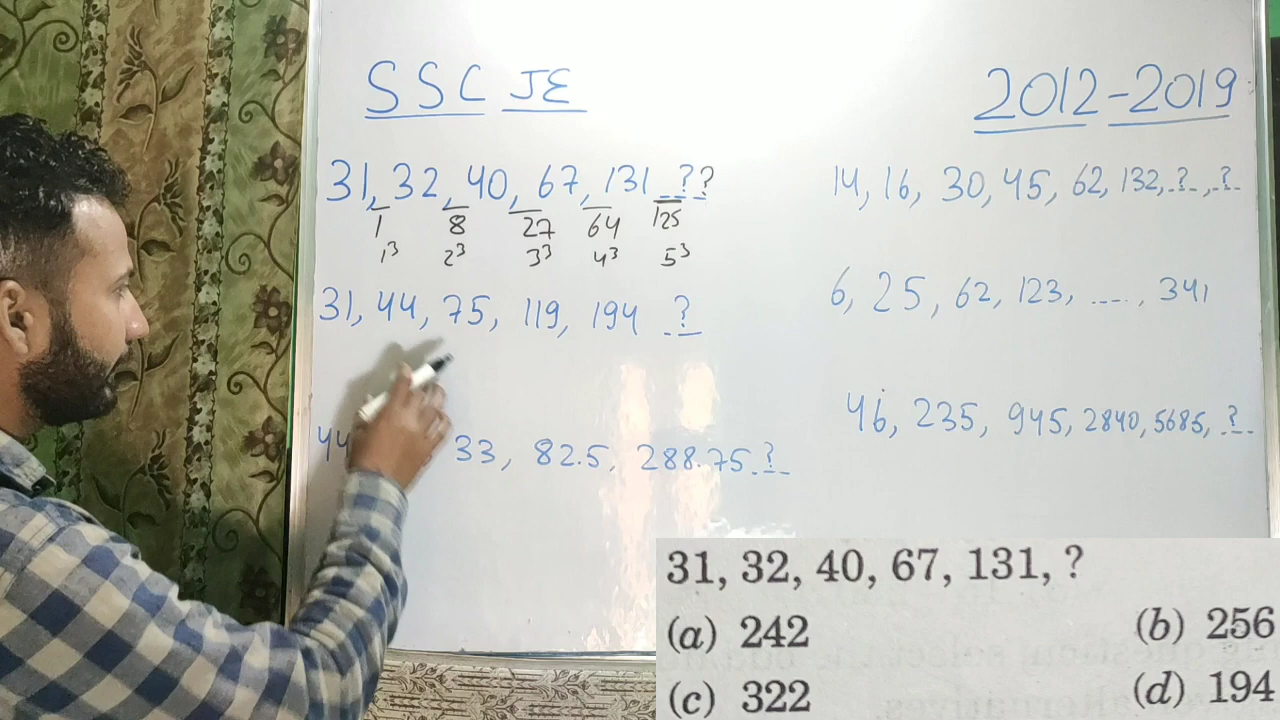 SSC JE
2012-2019
31, 32, 40, 67, 131 ??
1 8 27 64 125
1³ 2³ 3³ 4³ 5³
31, 44, 75, 119, 194 ?
44 33, 82.5, 288.75 ?
14, 16, 30, 45, 62, 132, ?, ?
6, 25, 62, 123, ...., 341
46, 235, 945, 2840, 5685, ?
31, 32, 40, 67, 131, ?
(a) 242 (b) 256
(c) 322 (d) 194